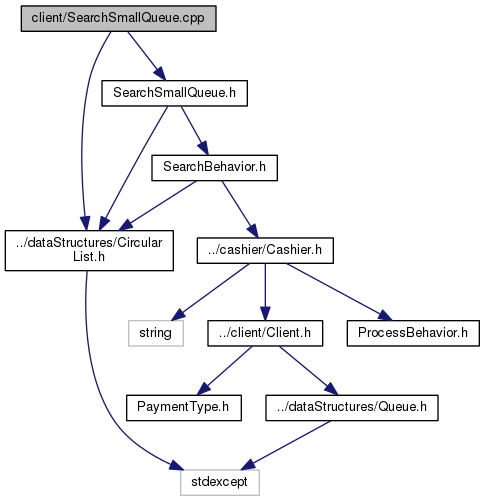 client/SearchSmallQueue.cpp
SearchSmallQueue.h
SearchBehavior.h
../dataStructures/Circular
List.h
../cashier/Cashier.h
string
../client/Client.h
ProcessBehavior.h
PaymentType.h
../dataStructures/Queue.h
stdexcept